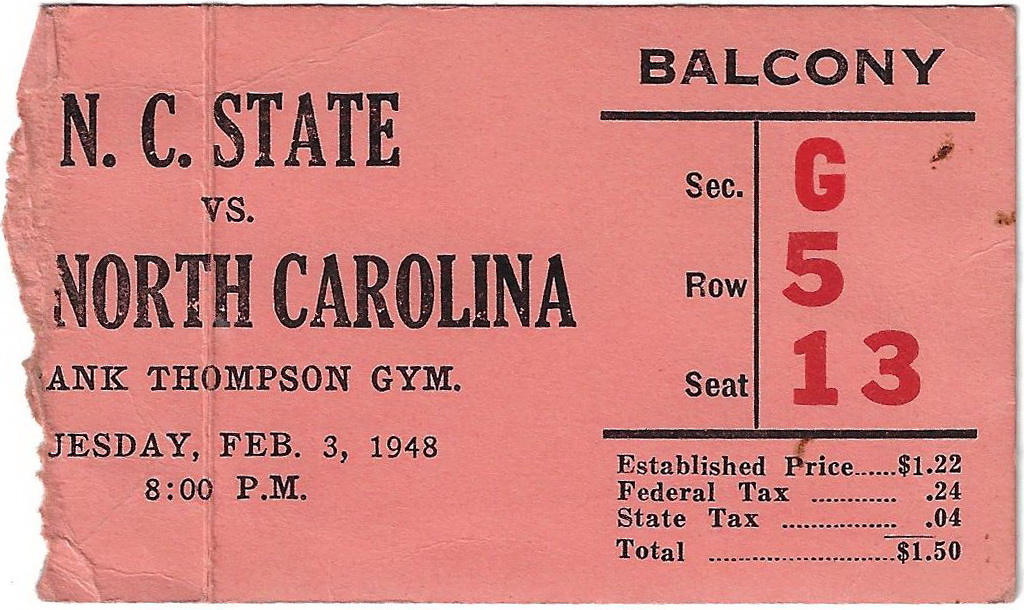 N. C. STATE
VS.
NORTH CAROLINA
ANK THOMPSON GYM.
UESDAY, FEB. 3, 1948
8:00 P.M.
BALCONY
Sec. G
Row 5
Seat 13
Established Price......$1.22
Federal Tax ............ .24
State Tax ................ .04
Total .........................$1.50